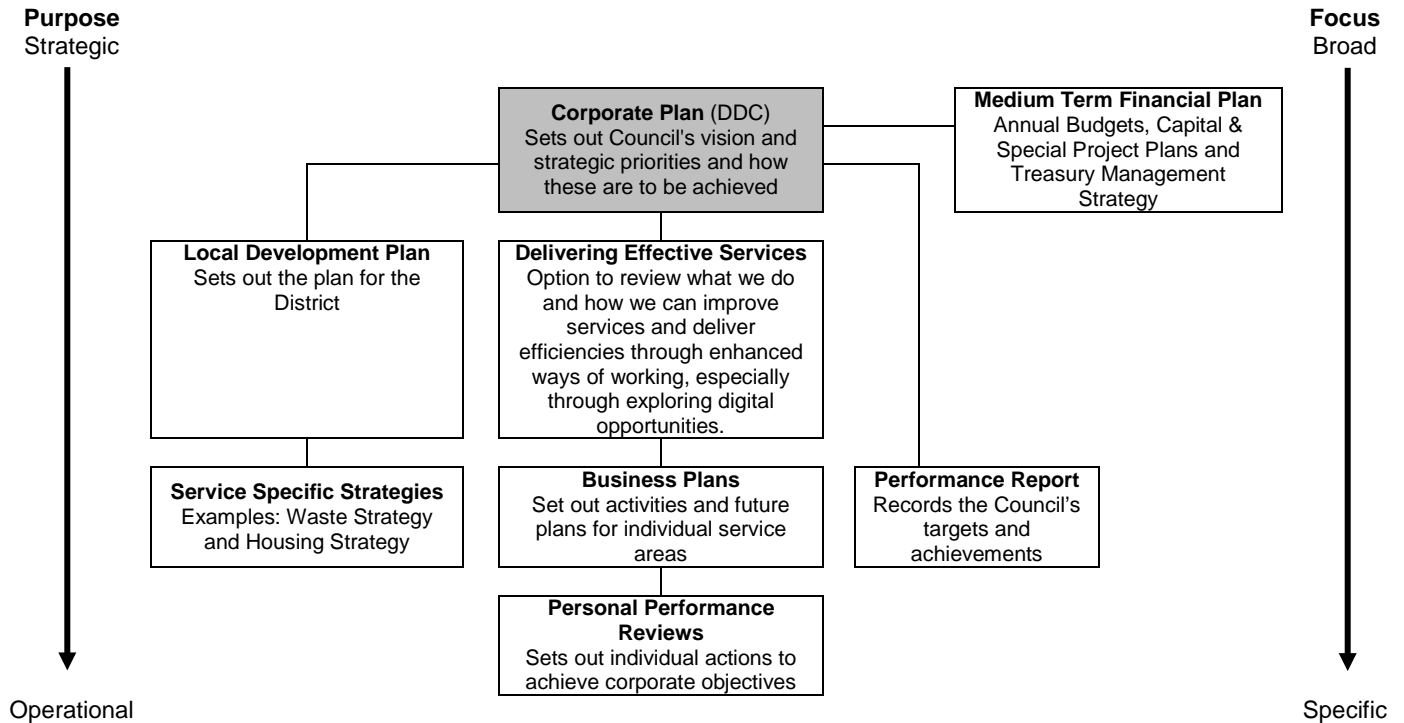 Purpose
Strategic
Focus
Broad
Corporate Plan (DDC)
Sets out Council's vision and
strategic priorities and how
these are to be achieved
Medium Term Financial Plan
Annual Budgets, Capital &
Special Project Plans and
Treasury Management
Strategy
Local Development Plan
Sets out the plan for the
District
Delivering Effective Services
Option to review what we do
and how we can improve
services and deliver
efficiencies through enhanced
ways of working, especially
through exploring digital
opportunities.
Service Specific Strategies
Examples: Waste Strategy
and Housing Strategy
Business Plans
Set out activities and future
plans for individual service
areas
Performance Report
Records the Council’s
targets and
achievements
Personal Performance
Reviews
Sets out individual actions to
achieve corporate objectives
Operational
Specific